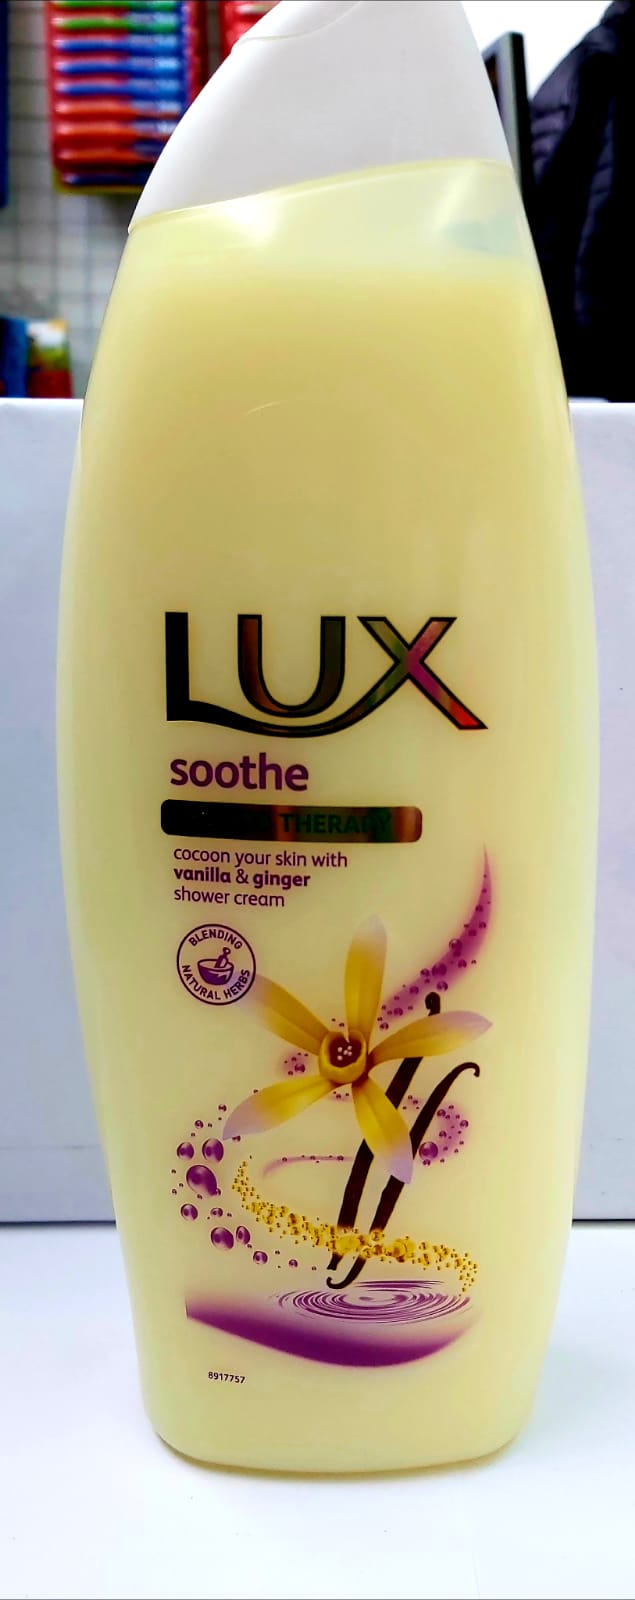 LUX
soothe
THERAPY
cocoon your skin with
vanilla & ginger
shower cream
BLENDING
NATURAL HERBS
8917757